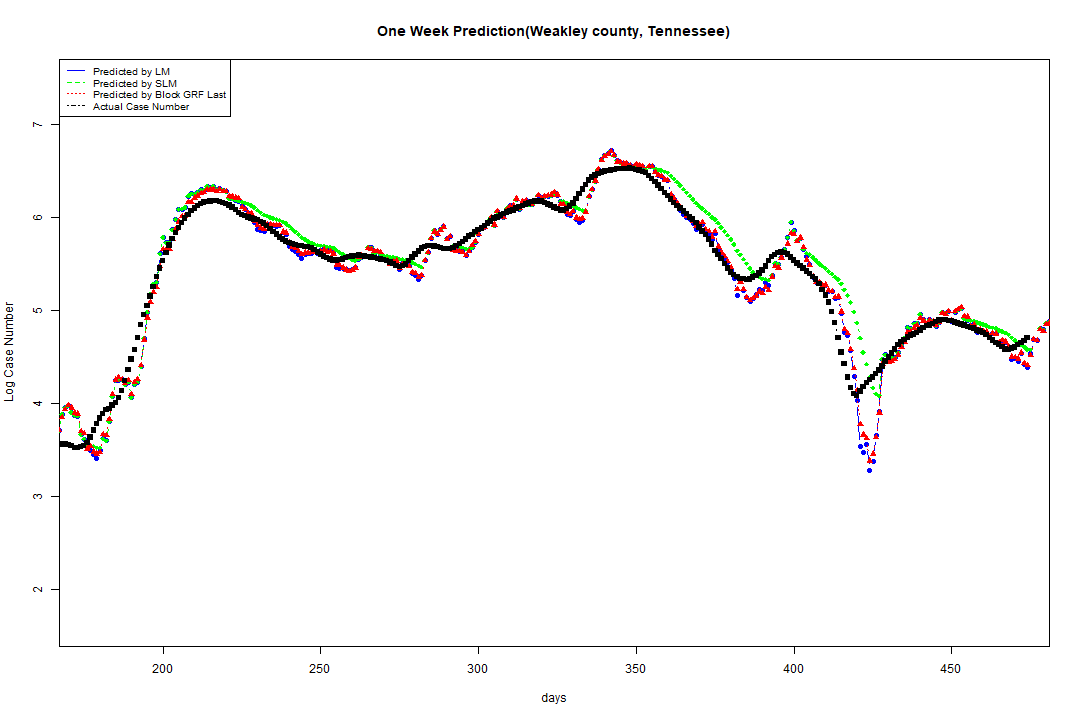 One Week Prediction(Weakley county, Tennessee)
Predicted by LM
Predicted by SLM
Predicted by Block GRF Last
Actual Case Number
7
6
5
4
3
2
Log Case Number
200 250 300 350 400 450
days